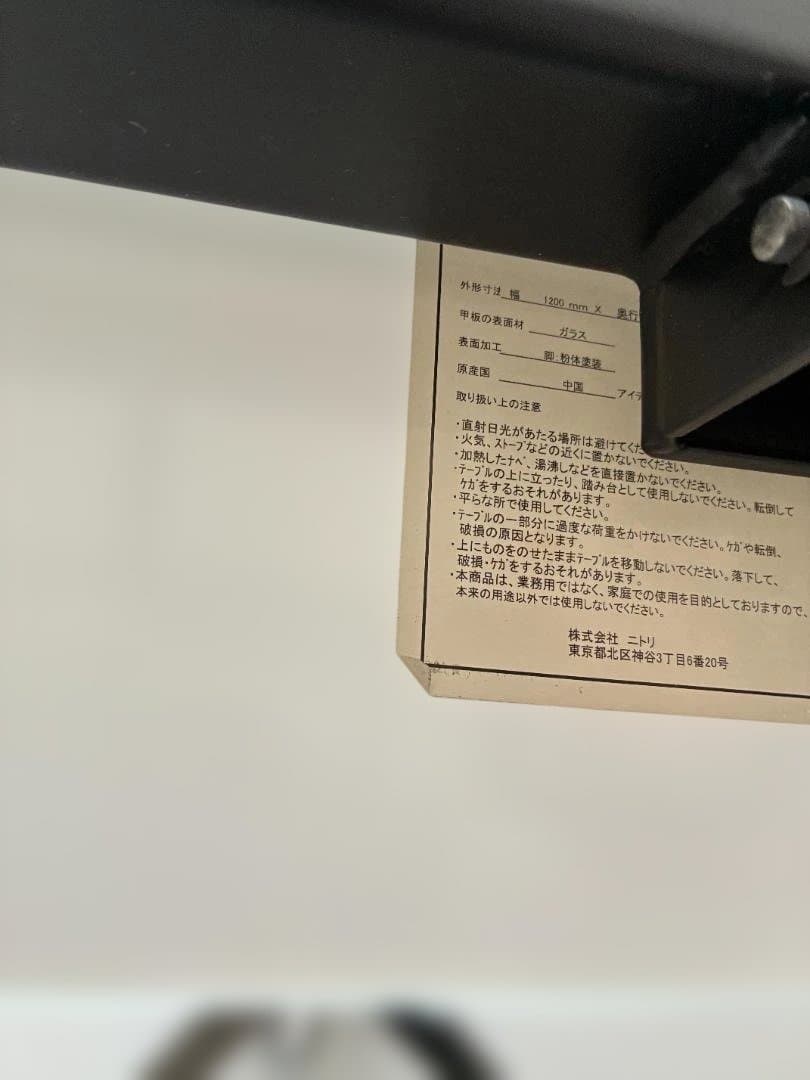 外形寸法 幅 1200 mm X 奥行
甲板の表面材 ガラス
表面加工 脚:粉体塗装
原産国 中国 アイテ
取り扱い上の注意
・直射日光があたる場所は避けてくだ
・火気、ストーブなどの近くに置かないでください。
・加熱したナベ、湯沸しなどを直接置かないでください。
・テーブルの上に立ったり、踏み台として使用しないでください。転倒して
ケガをするおそれがあります。
・平らな所で使用してください。
・テーブルの一部分に過度な荷重をかけないでください。ケガや転倒、
破損の原因となります。
・上にものをのせたままテーブルを移動しないでください。落下して、
破損・ケガをするおそれがあります。
・本商品は、業務用ではなく、家庭での使用を目的としておりますので、
本来の用途以外では使用しないでください。
株式会社 ニトリ
東京都北区神谷3丁目6番20号